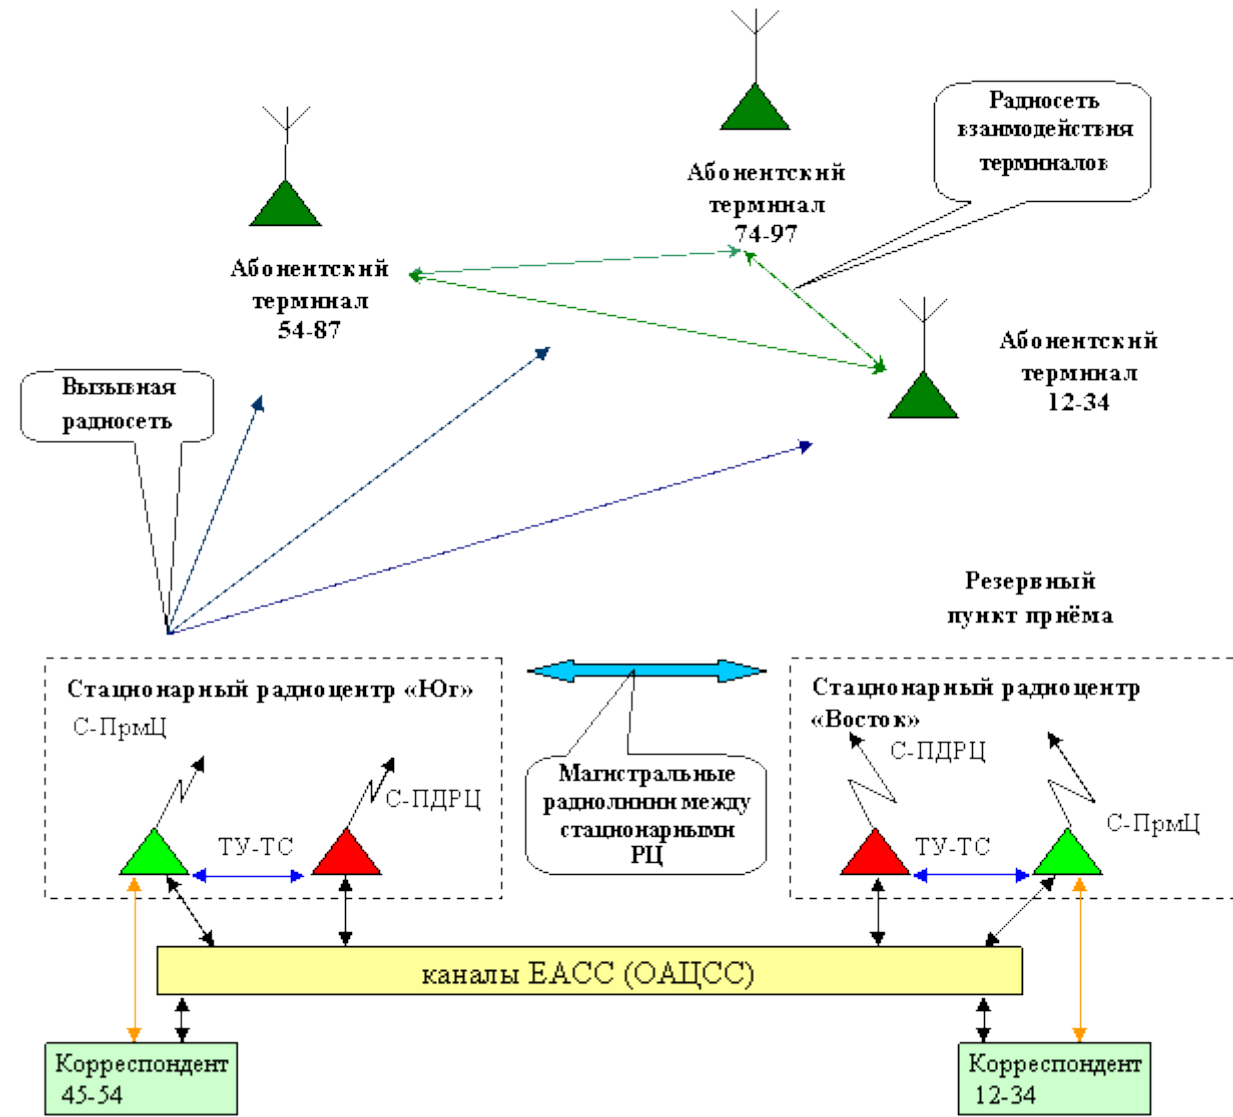 Радносеть
взаимодействия
терминалов
Абонентский
терминал
74-97
Абонентский
терминал
54-87
Абонентский
терминал
12-34
Вызывная
радносеть
Резервный
пункт приёма
Стационарный радиоцентр «Юг»
С-ПрмЦ
С-ПДРЦ
ТУ-ТС
Магистральные
радиолинии между
стационарными
РЦ
Стационарный радиоцентр
«Восток»
С-ПДРЦ
С-ПрмЦ
ТУ-ТС
каналы ЕАСС (ОАЦСС)
Корреспондент
45-54
Корреспондент
12-34